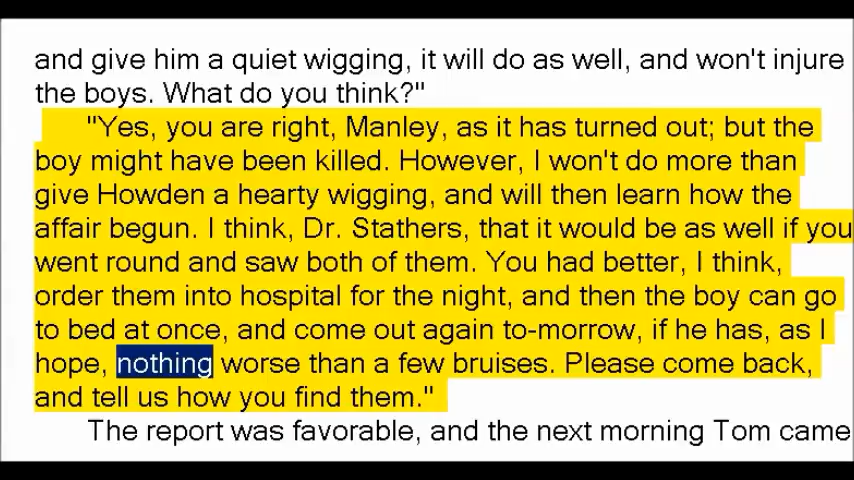 and give him a quiet wigging, it will do as well, and won't injure
the boys. What do you think?"
"Yes, you are right, Manley, as it has turned out; but the
boy might have been killed. However, I won't do more than
give Howden a hearty wigging, and will then learn how the
affair begun. I think, Dr. Stathers, that it would be as well if you
went round and saw both of them. You had better, I think,
order them into hospital for the night, and then the boy can go
to bed at once, and come out again to-morrow, if he has, as I
hope, nothing worse than a few bruises. Please come back,
and tell us how you find them."
The report was favorable, and the next morning Tom came